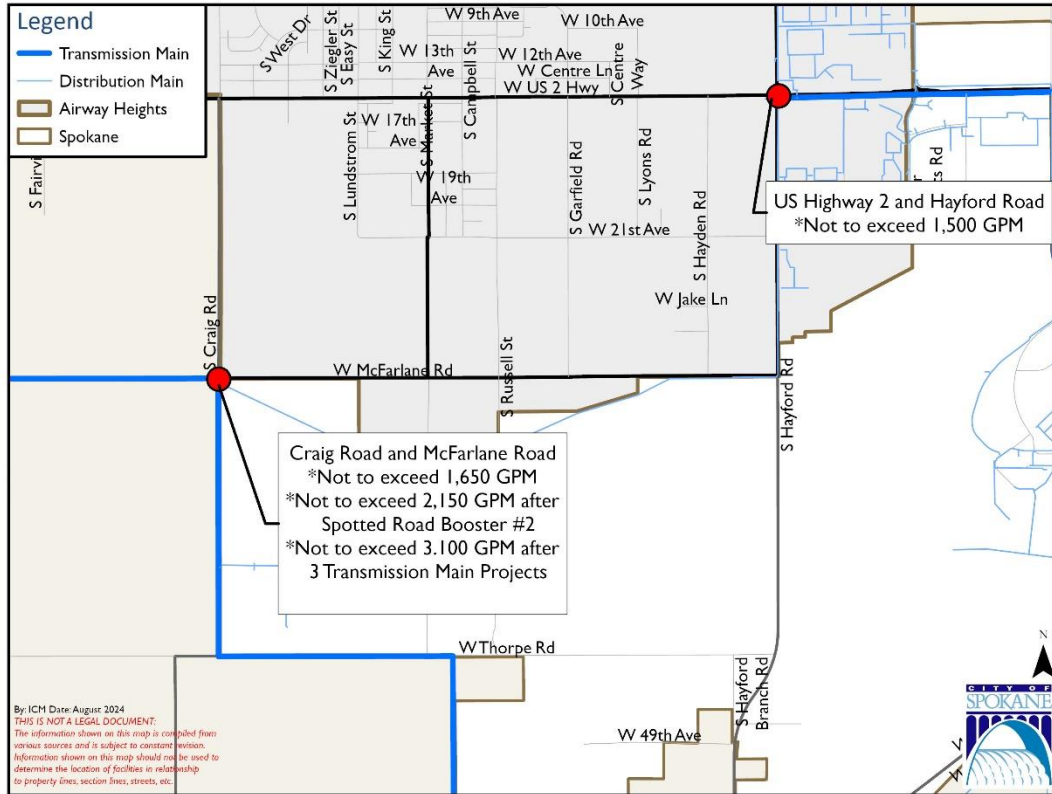 Legend
Transmission Main
Distribution Main
Airway Heights
Spokane
W 9th Ave
W 10th Ave
S West Dr
S Ziegler St
S Easy St
S King St
W 13th
Ave
S Campbell St
W 12th Ave
W Centre Ln
W US 2 Hwy
S Centre
Way
S Fairvi
S Lundstrom St
W 17th
Ave
S Market St
W 19th
Ave
S Garfield Rd
S Lyons Rd
W 21st Ave
S Hayden Rd
W Jake Ln
ts Rd
US Highway 2 and Hayford Road
*Not to exceed 1,500 GPM
S Craig Rd
W McFarlane Rd
S Russell St
S Hayford Rd
Craig Road and McFarlane Road
*Not to exceed 1,650 GPM
*Not to exceed 2,150 GPM after
Spotted Road Booster #2
*Not to exceed 3.100 GPM after
3 Transmission Main Projects
W Thorpe Rd
S Hayford
Branch Rd
W 49th Ave
N
CITY OF
SPOKANE
By: ICM Date: August 2024
THIS IS NOT A LEGAL DOCUMENT:
The information shown on this map is compiled from
various sources and is subject to constant revision.
Information shown on this map should not be used to
determine the location of facilities in relationship
to property lines, section lines, streets, etc.